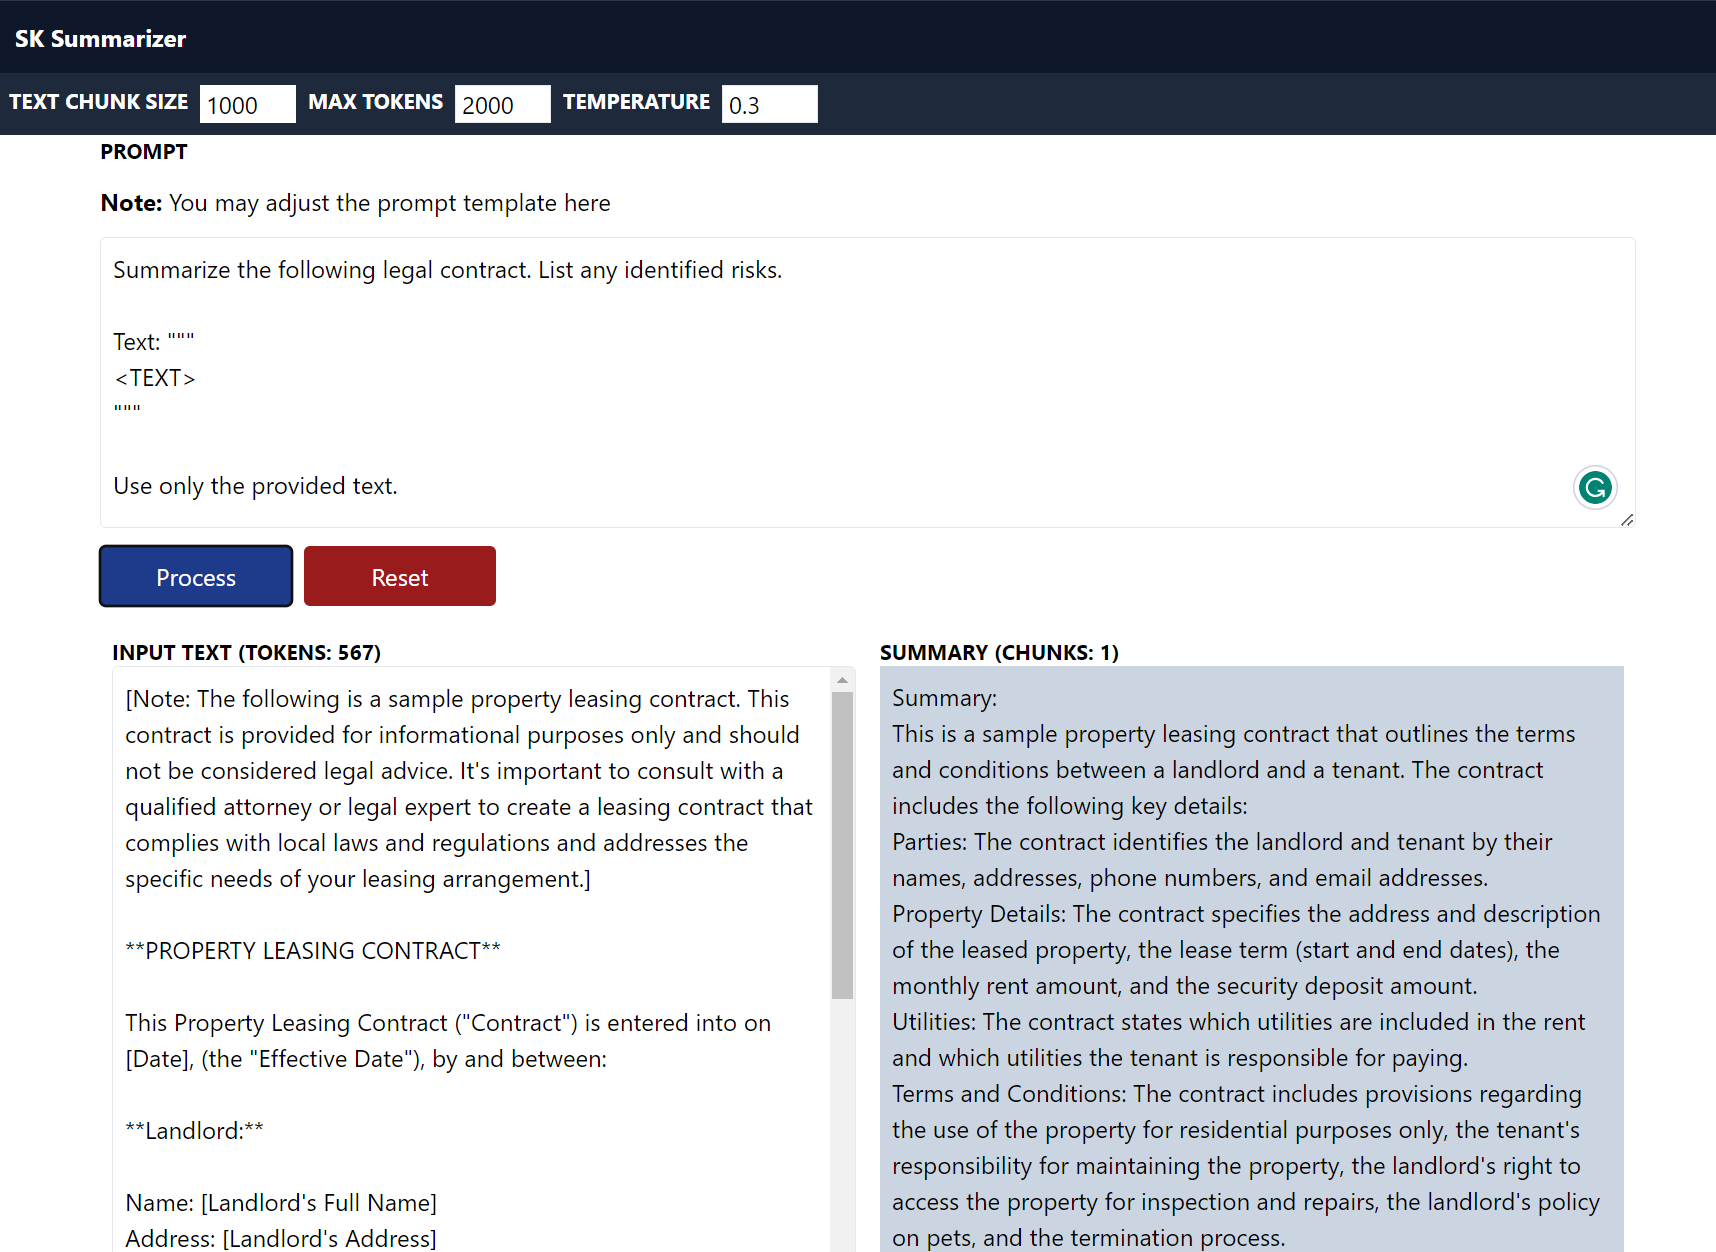 SK Summarizer
TEXT CHUNK SIZE 1000 MAX TOKENS 2000 TEMPERATURE 0.3
PROMPT
Note: You may adjust the prompt template here
Summarize the following legal contract. List any identified risks.
Text: """
<TEXT>
"""
Use only the provided text.
Process Reset
INPUT TEXT (TOKENS: 567)
[Note: The following is a sample property leasing contract. This
contract is provided for informational purposes only and should
not be considered legal advice. It's important to consult with a
qualified attorney or legal expert to create a leasing contract that
complies with local laws and regulations and addresses the
specific needs of your leasing arrangement.]
**PROPERTY LEASING CONTRACT**
This Property Leasing Contract ("Contract") is entered into on
[Date], (the "Effective Date"), by and between:
**Landlord:**
Name: [Landlord's Full Name]
Address: [Landlord's Address]
SUMMARY (CHUNKS: 1)
Summary:
This is a sample property leasing contract that outlines the terms
and conditions between a landlord and a tenant. The contract
includes the following key details:
Parties: The contract identifies the landlord and tenant by their
names, addresses, phone numbers, and email addresses.
Property Details: The contract specifies the address and description
of the leased property, the lease term (start and end dates), the
monthly rent amount, and the security deposit amount.
Utilities: The contract states which utilities are included in the rent
and which utilities the tenant is responsible for paying.
Terms and Conditions: The contract includes provisions regarding
the use of the property for residential purposes only, the tenant's
responsibility for maintaining the property, the landlord's right to
access the property for inspection and repairs, the landlord's policy
on pets, and the termination process.